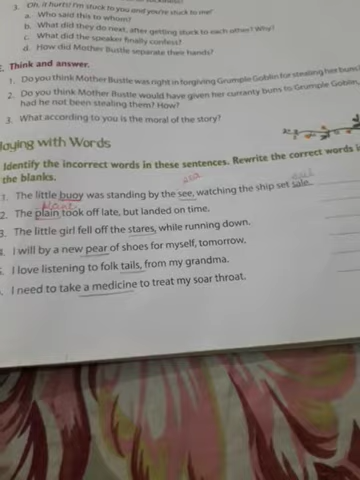 3. Oh, it hurts! I'm stuck to you and you're stuck to me!
a. Who said this to whom?
b. What did they do next, after getting stuck to each other? Why?
c. What did the speaker finally confess?
d. How did Mother Bustle separate their hands?
Think and answer.
1. Do you think Mother Bustle was right in forgiving Grumple Goblin for stealing her buns?
2. Do you think Mother Bustle would have given her curranty buns to Grumple Goblin,
had he not been stealing them? How?
3. What according to you is the moral of the story?
laying with Words
Identify the incorrect words in these sentences. Rewrite the correct words i
the blanks.
sea
1. The little buoy was standing by the see, watching the ship set sale.
2. The plain took off late, but landed on time.
3. The little girl fell off the stares, while running down.
I will by a new pear of shoes for myself, tomorrow.
I love listening to folk tails, from my grandma.
I need to take a medicine to treat my soar throat.